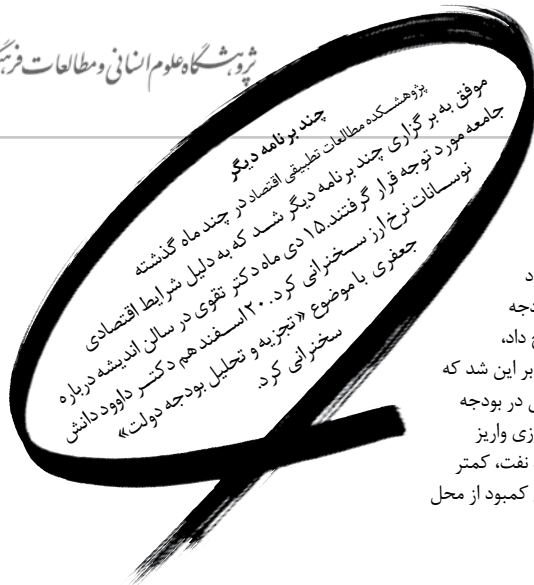 پژوهشگاه علوم انسانی و مطالعات
چند برنامه دیگر
پژوهشکده مطالعات تطبیقی اقتصاد در چند ماه گذشته
موفق به برگزاری چند برنامه دیگر شد که به دلیل شرایط اقتصادی
جامعه مورد توجه قرار گرفتند. ۱۵ دی ماه دکتر تقوی در سالن اندیشه درباره
نوسانات نرخ ارز سخنرانی کرد. ۲۰ اسفند هم دکتر داوود دانش
جعفری با موضوع «تجزیه و تحلیل بودجه دولت»
سخنرانی کرد.
داد،
بر این شد که
در بودجه
واریز
نفت، کمتر
کمبود از محل